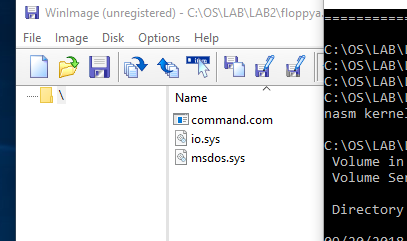 WinImage (unregistered) - C:\OS\LAB\LAB2\floppya.
File Image Disk Options Help
\
Name
command.com
io.sys
msdos.sys
==============
C:\OS\LAB\L
C:\OS\LAB\L
C:\OS\LAB\L
C:\OS\LAB\L
nasm kernel
C:\OS\LAB\L
Volume in
Volume Ser
Directory
09/20/2018